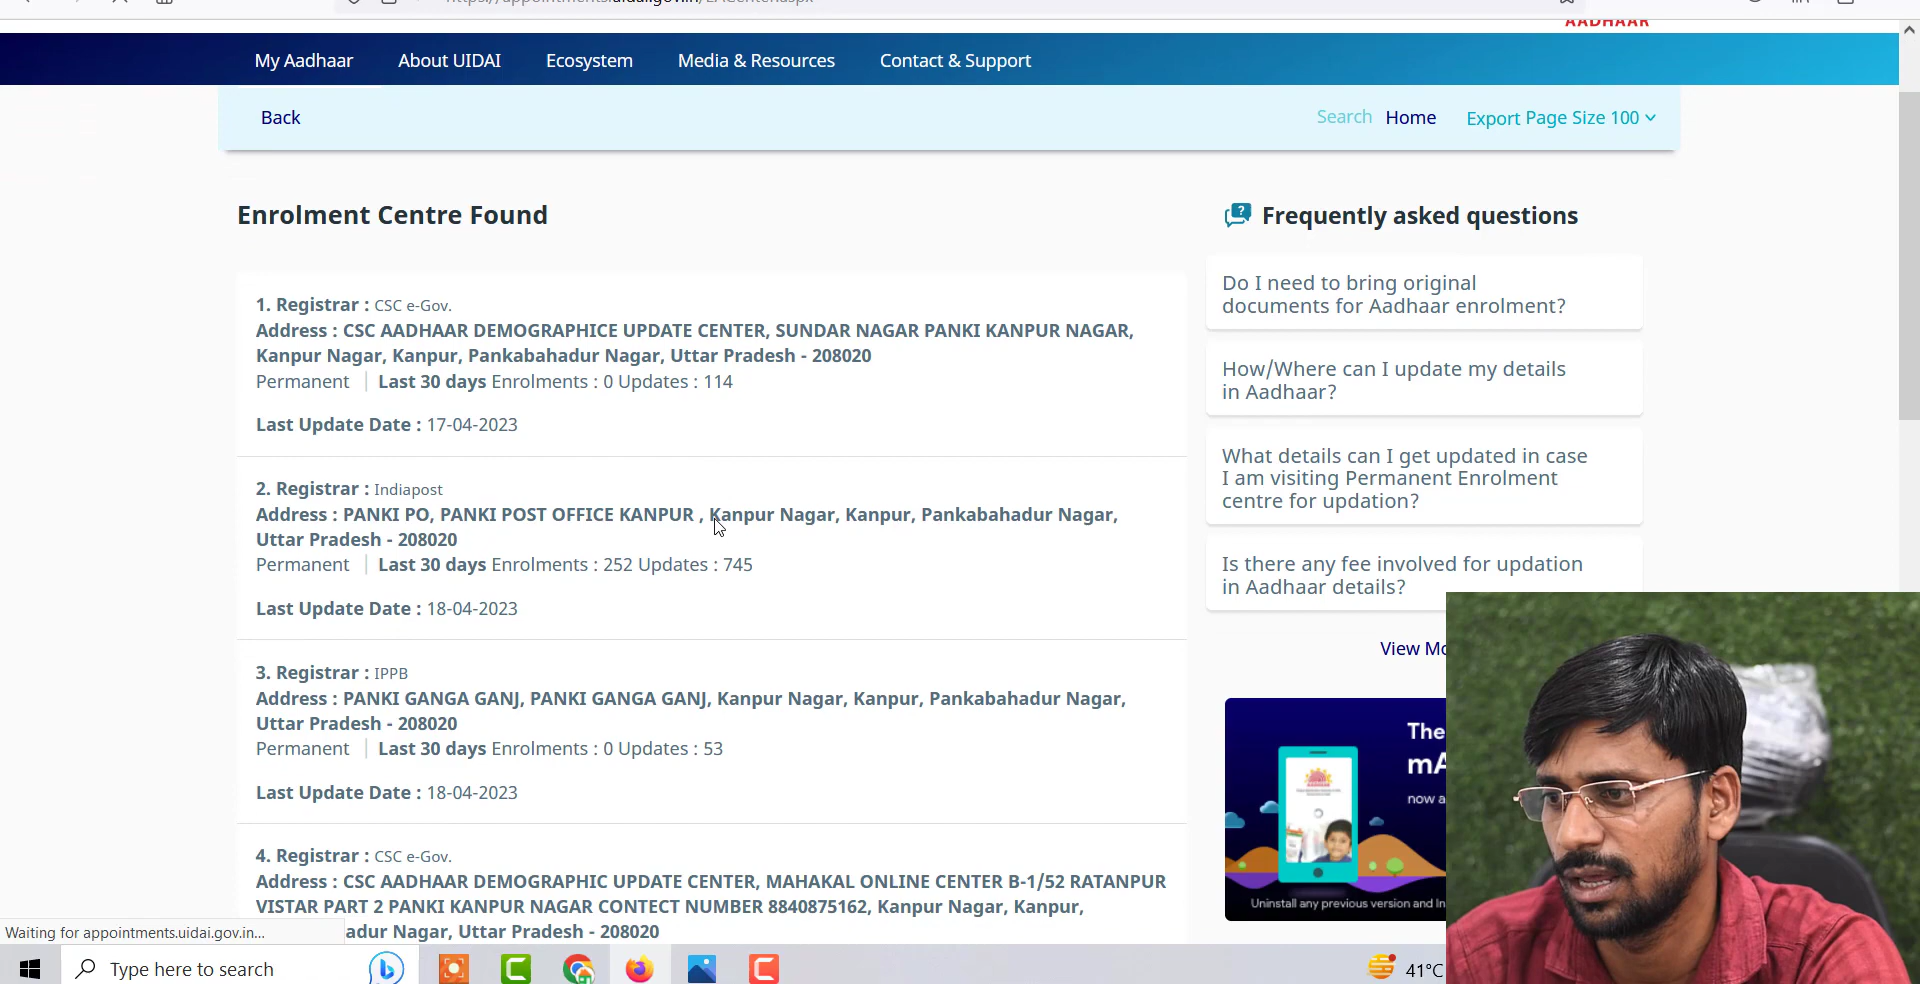 AADHAAR
My Aadhaar About UIDAI Ecosystem Media & Resources Contact & Support
Back Search Home Export Page Size 100
Enrolment Centre Found
1. Registrar : CSC e-Gov.
Address : CSC AADHAAR DEMOGRAPHICE UPDATE CENTER, SUNDAR NAGAR PANKI KANPUR NAGAR,
Kanpur Nagar, Kanpur, Pankabahadur Nagar, Uttar Pradesh - 208020
Permanent Last 30 days Enrolments : 0 Updates : 114
Last Update Date : 17-04-2023
2. Registrar : Indiapost
Address : PANKI PO, PANKI POST OFFICE KANPUR , Kanpur Nagar, Kanpur, Pankabahadur Nagar,
Uttar Pradesh - 208020
Permanent Last 30 days Enrolments : 252 Updates : 745
Last Update Date : 18-04-2023
3. Registrar : IPPB
Address : PANKI GANGA GANJ, PANKI GANGA GANJ, Kanpur Nagar, Kanpur, Pankabahadur Nagar,
Uttar Pradesh - 208020
Permanent Last 30 days Enrolments : 0 Updates : 53
Last Update Date : 18-04-2023
4. Registrar : CSC e-Gov.
Address : CSC AADHAAR DEMOGRAPHIC UPDATE CENTER, MAHAKAL ONLINE CENTER B-1/52 RATANPUR
VISTAR PART 2 PANKI KANPUR NAGAR CONTECT NUMBER 8840875162, Kanpur Nagar, Kanpur,
adur Nagar, Uttar Pradesh - 208020
Frequently asked questions
Do I need to bring original
documents for Aadhaar enrolment?
How/Where can I update my details
in Aadhaar?
What details can I get updated in case
I am visiting Permanent Enrolment
centre for updation?
Is there any fee involved for updation
in Aadhaar details?
View Mo
The
mA
now a
Uninstall any previous version and In
Waiting for appointments.uidai.gov.in...
Type here to search
41°C